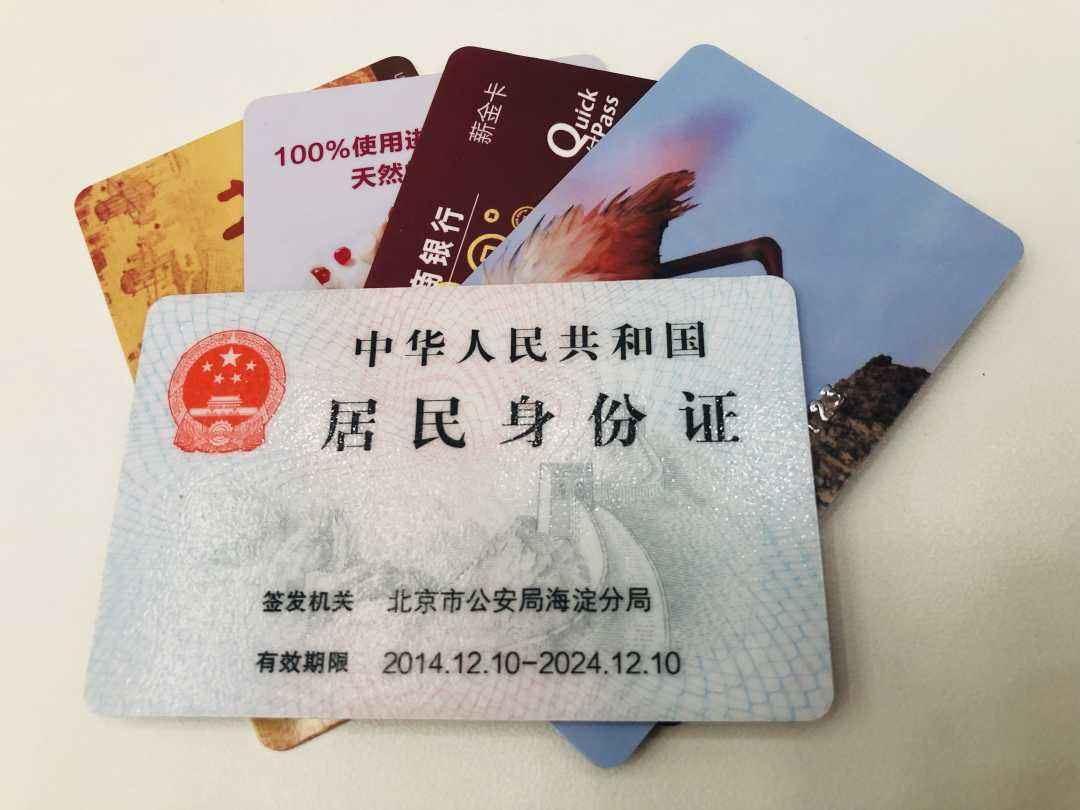 100%使用进
天然
薪金卡
Quick
Pass
商银行
中华人民共和国
居民身份证
签发机关 北京市公安局海淀分局
有效期限 2014.12.10-2024.12.10